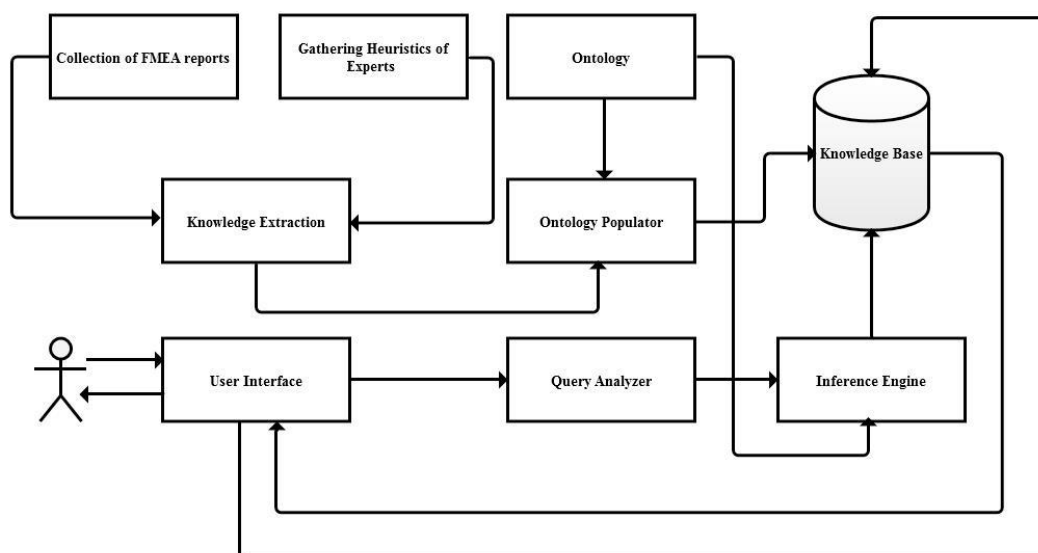 Collection of FMEA reports
Gathering Heuristics of
Experts
Ontology
Knowledge Base
Knowledge Extraction
Ontology Populator
User Interface
Query Analyzer
Inference Engine